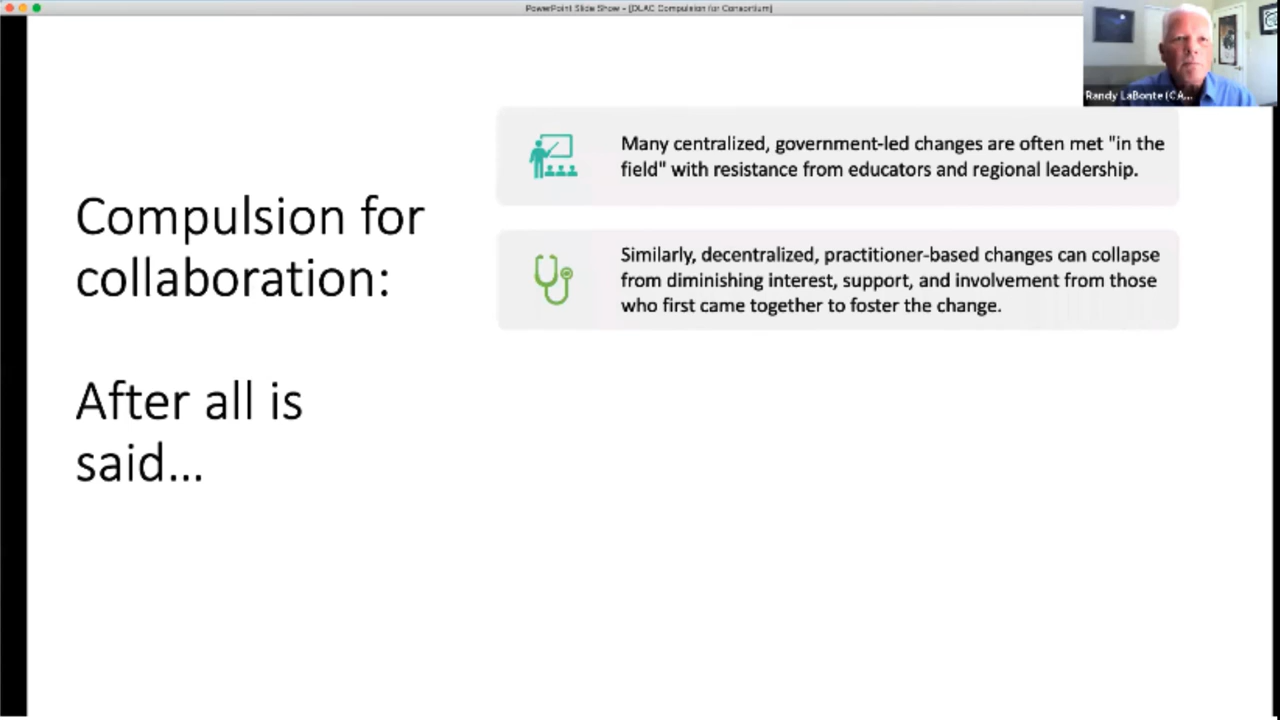 PowerPoint Slide Show - [DLAC Compulsion for Consortium]
Randy LaBonte (CA...
Many centralized, government-led changes are often met "in the
field" with resistance from educators and regional leadership.
Compulsion for
collaboration:
Similarly, decentralized, practitioner-based changes can collapse
from diminishing interest, support, and involvement from those
who first came together to foster the change.
After all is
said...